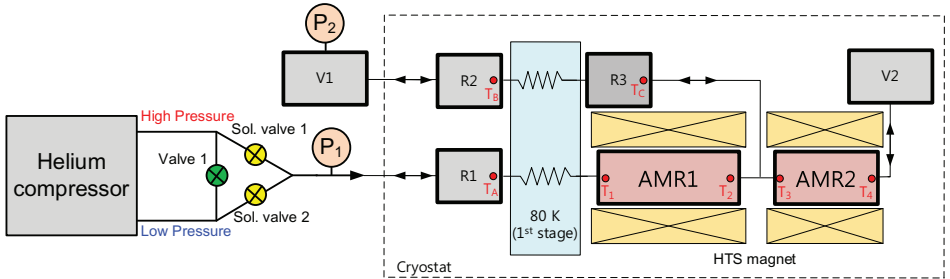 P2
V1
R2
TB
R3
TC
V2
High Pressure
Sol. valve 1
Helium
compressor
Valve 1
P1
Sol. valve 2
Low Pressure
R1
TA
80 K
(1st stage)
T1
AMR1
T2
T3
AMR2
T4
HTS magnet
Cryostat